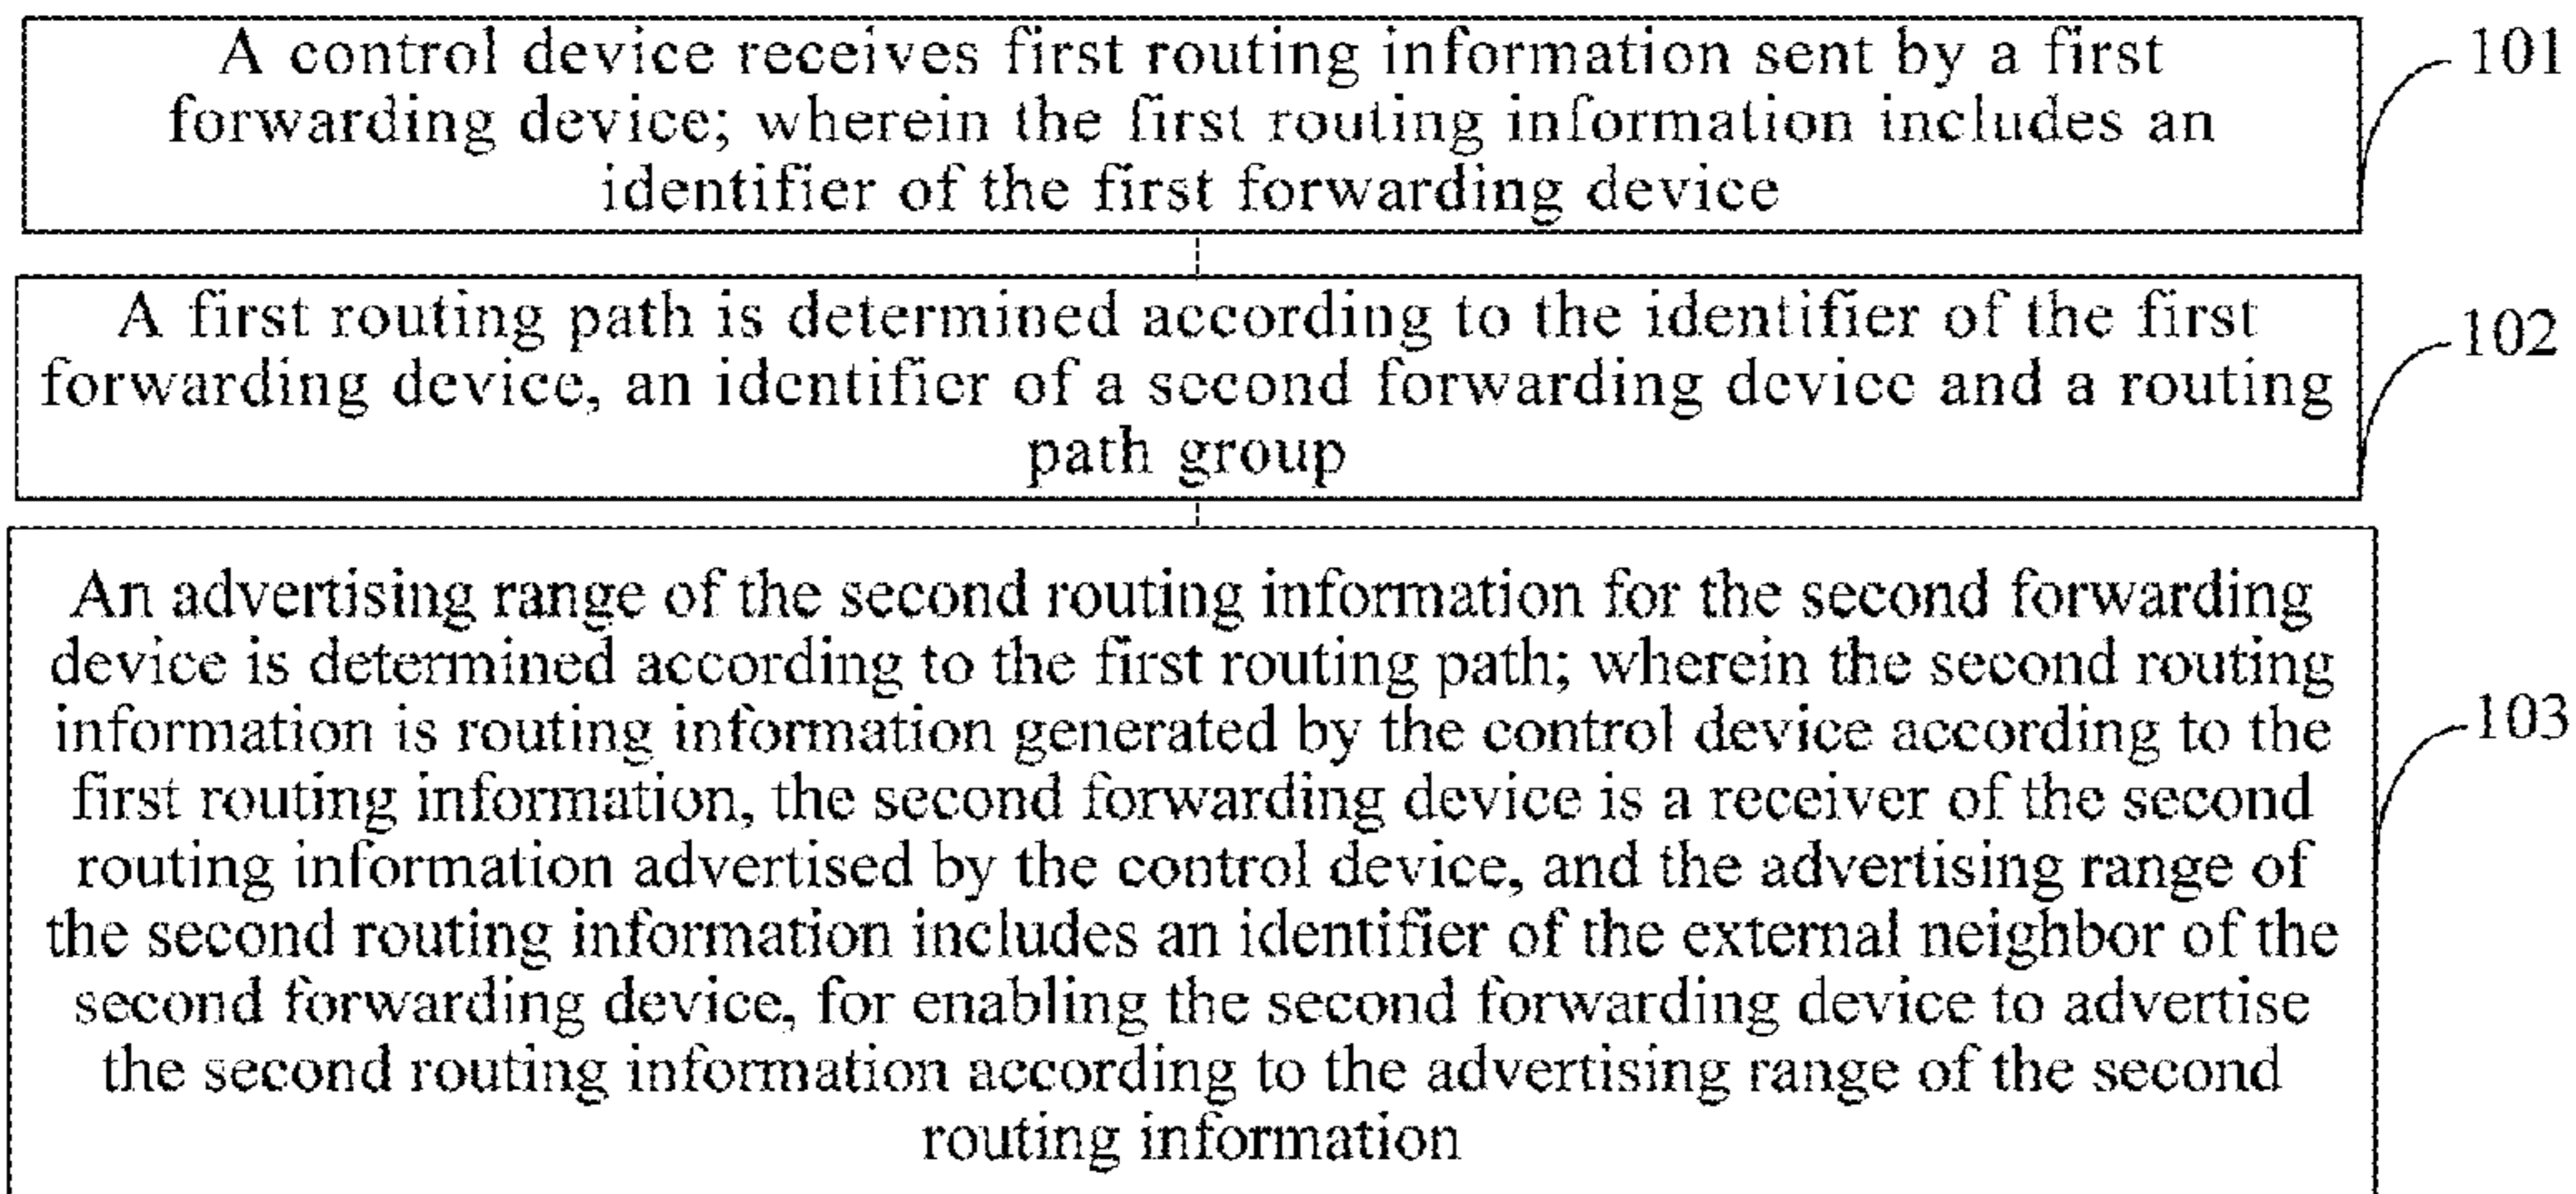 A control device receives first routing information sent by a first
forwarding device; wherein the first routing information includes an
identifier of the first forwarding device
101
A first routing path is determined according to the identifier of the first
forwarding device, an identifier of a second forwarding device and a routing
path group
102
An advertising range of the second routing information for the second forwarding
device is determined according to the first routing path; wherein the second routing
information is routing information generated by the control device according to the
first routing information, the second forwarding device is a receiver of the second
routing information advertised by the control device, and the advertising range of
the second routing information includes an identifier of the external neighbor of the
second forwarding device, for enabling the second forwarding device to advertise
the second routing information according to the advertising range of the second
routing information
103